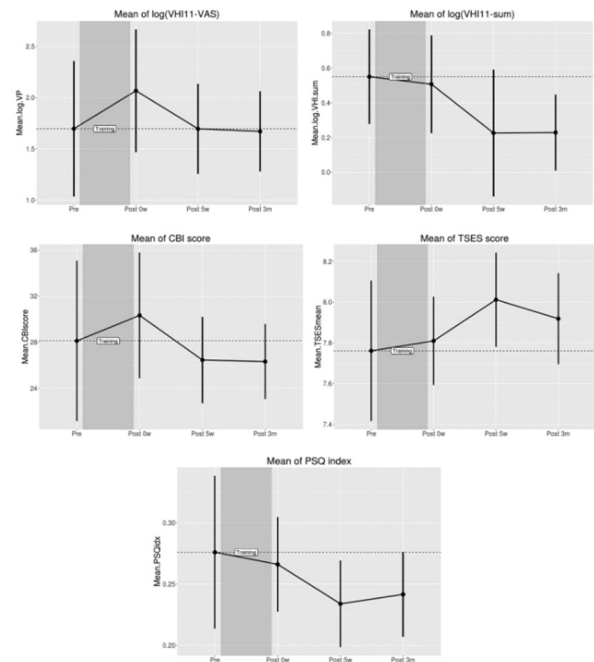 Mean of log(VHI11-VAS)
Mean.log.VP
2.5
2.0
1.5
1.0
Training
Pre
Post 0w
Post 5w
Post 3m
Mean of log(VHI11-sum)
Mean.log.VHI.sum
0.8
0.6
0.4
0.2
0.0
Training
Pre
Post 0w
Post 5w
Post 3m
Mean of CBI score
Mean.CBIscore
36
32
28
24
Training
Pre
Post 0w
Post 5w
Post 3m
Mean of TSES score
Mean.TSESmean
8.2
8.0
7.8
7.6
7.4
Training
Pre
Post 0w
Post 5w
Post 3m
Mean of PSQ index
Mean.PSQidx
0.30
0.25
0.20
Training
Pre
Post 0w
Post 5w
Post 3m